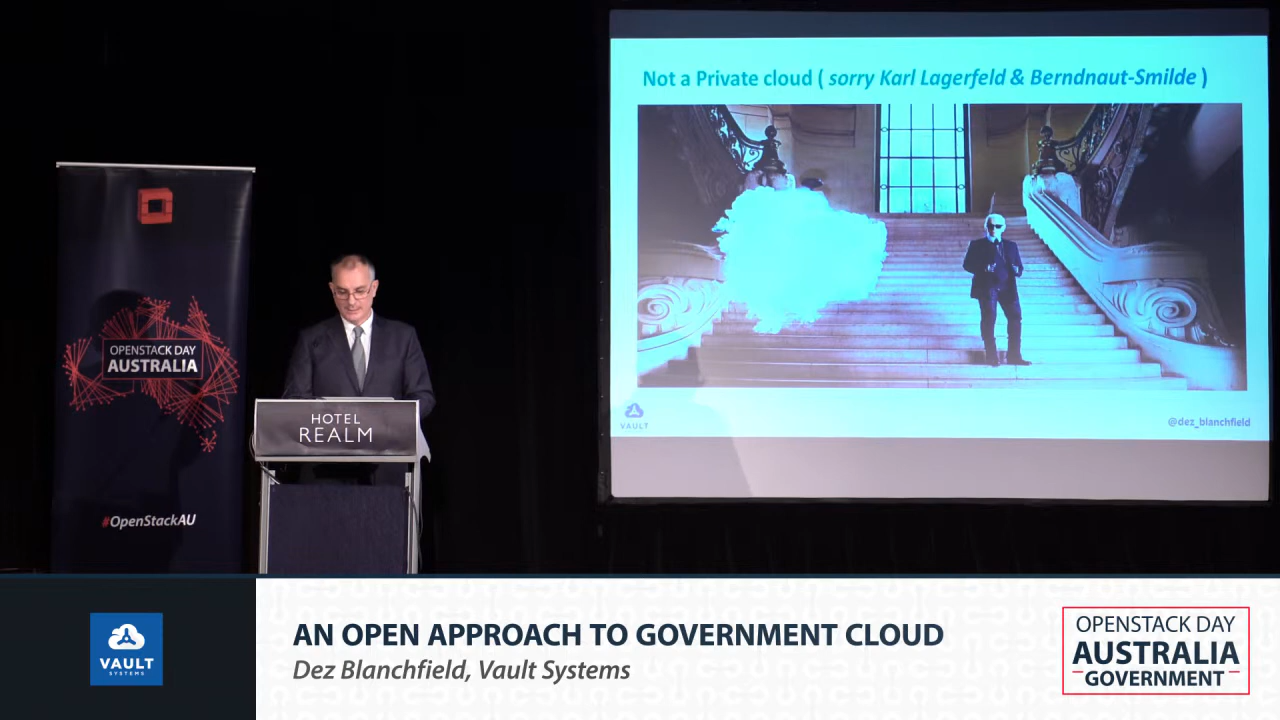 Not a Private cloud ( sorry Karl Lagerfeld & Berndnaut-Smilde )
VAULT
@dez_blanchfield
OPENSTACK DAY
AUSTRALIA
#OpenStackAU
HOTEL
REALM
VAULT
SYSTEMS
AN OPEN APPROACH TO GOVERNMENT CLOUD
Dez Blanchfield, Vault Systems
OPENSTACK DAY
AUSTRALIA
GOVERNMENT